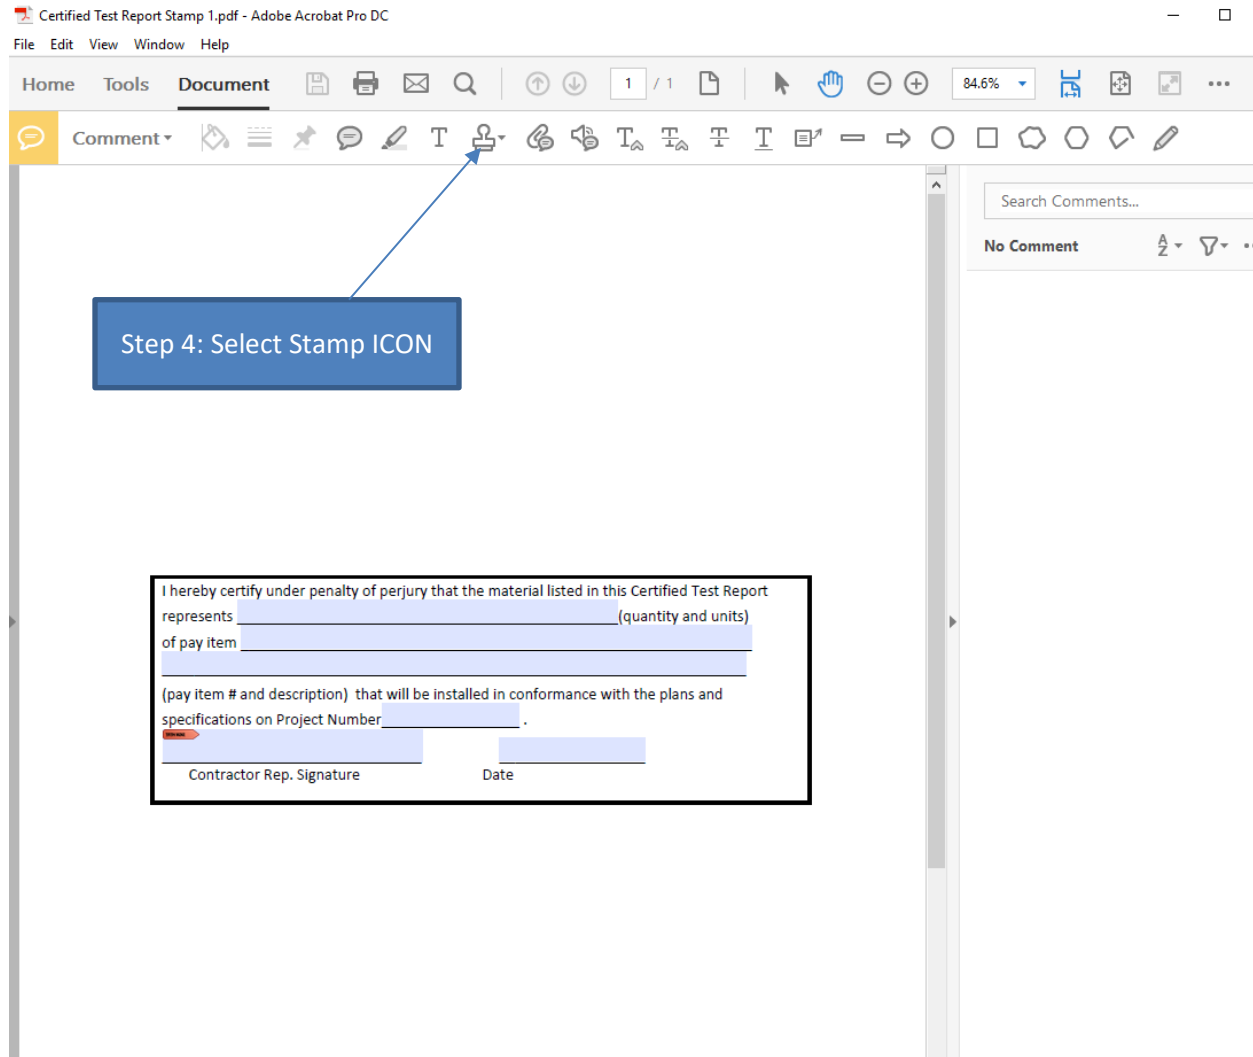 Certified Test Report Stamp 1.pdf - Adobe Acrobat Pro DC
File Edit View Window Help
Home Tools Document 1 / 1 84.6%
Comment
Search Comments...
No Comment
Step 4: Select Stamp ICON
I hereby certify under penalty of perjury that the material listed in this Certified Test Report
represents (quantity and units)
of pay item
(pay item # and description) that will be installed in conformance with the plans and
specifications on Project Number .
Contractor Rep. Signature Date